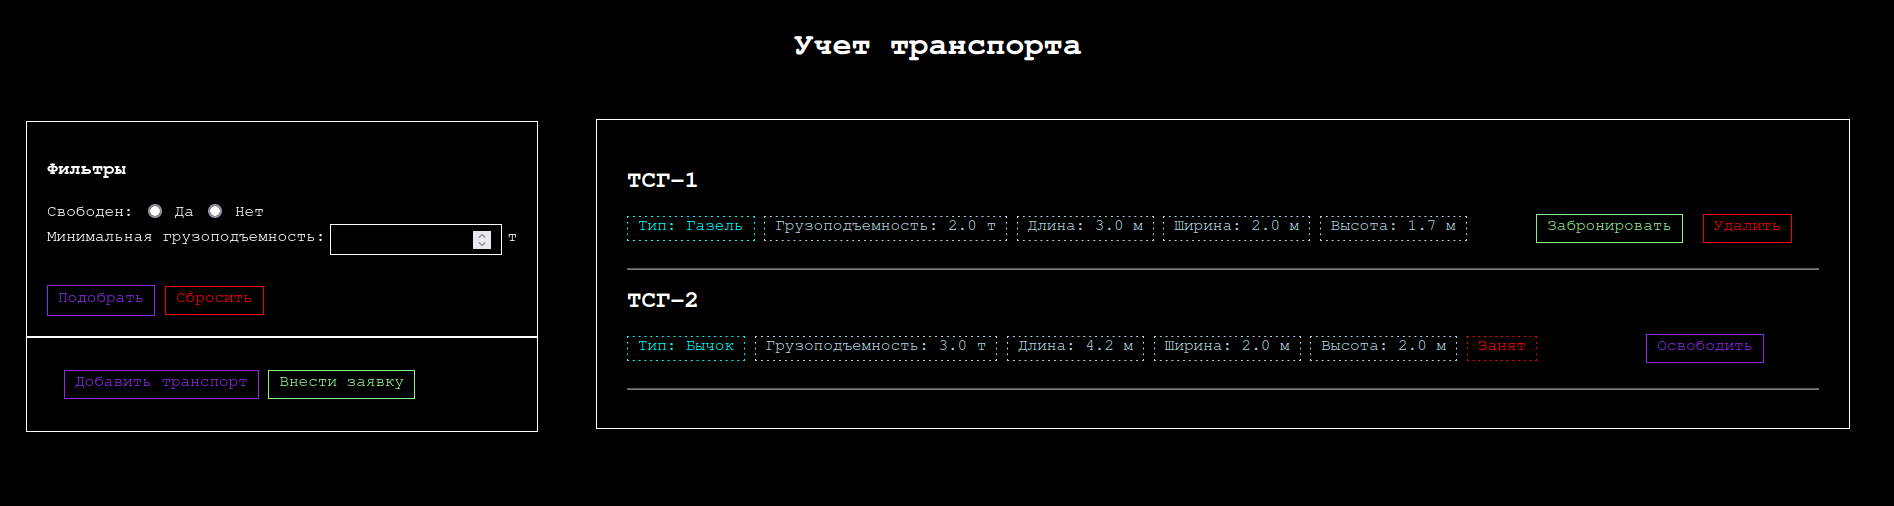 Учет транспорта
Фильтры
Свободен: Да Нет
Минимальная грузоподъемность: т
Подобрать Сбросить
Добавить транспорт Внести заявку
ТСГ-1
Тип: Газель Грузоподъемность: 2.0 т Длина: 3.0 м Ширина: 2.0 м Высота: 1.7 м Забронировать Удалить
ТСГ-2
Тип: Бычок Грузоподъемность: 3.0 т Длина: 4.2 м Ширина: 2.0 м Высота: 2.0 м Занят Освободить